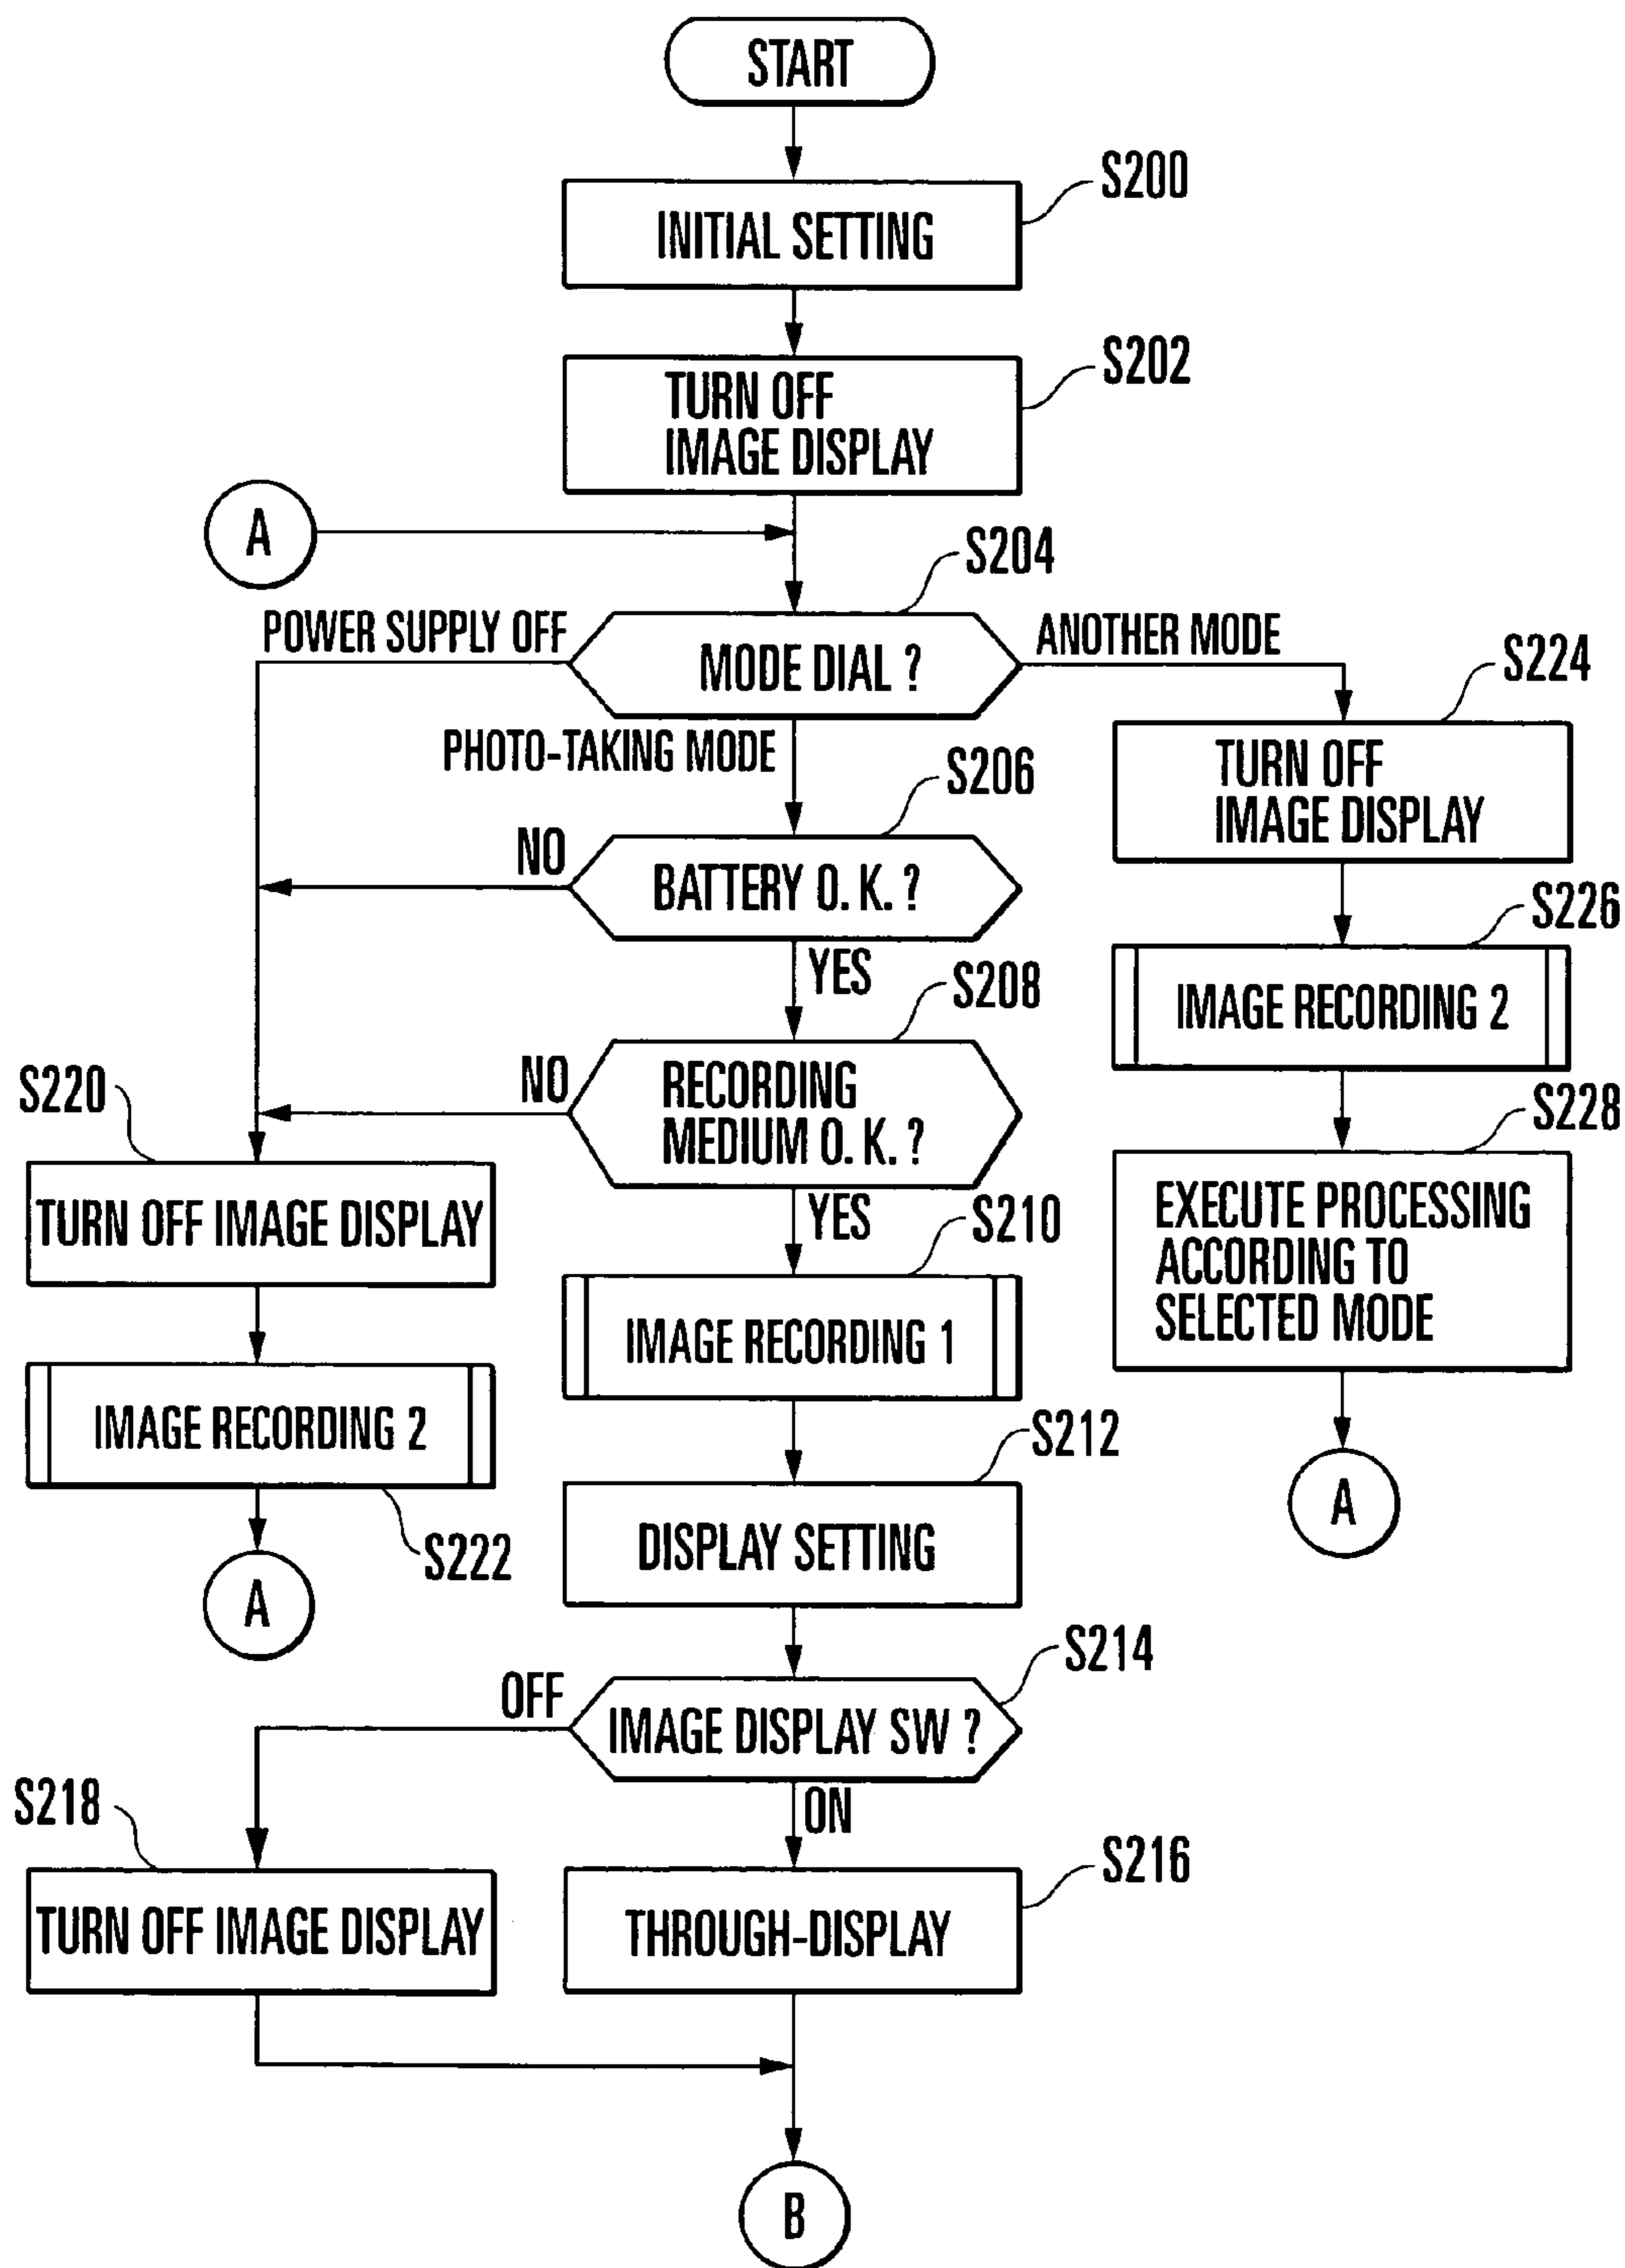 START
S200
INITIAL SETTING
S202
TURN OFF
IMAGE DISPLAY
A
S204
POWER SUPPLY OFF
MODE DIAL ?
ANOTHER MODE
S224
PHOTO-TAKING MODE
TURN OFF
IMAGE DISPLAY
S206
NO
BATTERY O. K. ?
S226
YES
S208
IMAGE RECORDING 2
S220
NO
RECORDING
MEDIUM O. K. ?
S228
TURN OFF IMAGE DISPLAY
YES
S210
EXECUTE PROCESSING
ACCORDING TO
SELECTED MODE
IMAGE RECORDING 1
IMAGE RECORDING 2
S212
A
S222
DISPLAY SETTING
A
S214
OFF
IMAGE DISPLAY SW ?
S218
ON
S216
TURN OFF IMAGE DISPLAY
THROUGH-DISPLAY
B